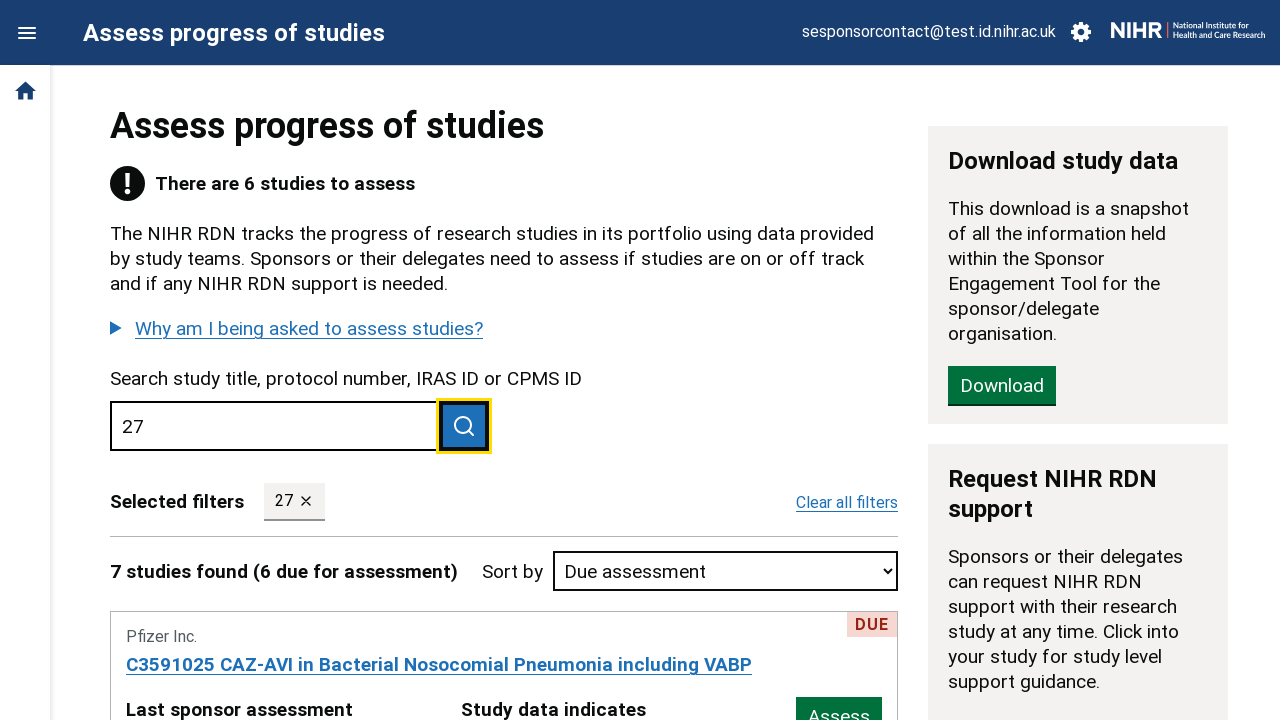 Assess progress of studies
sesponsorcontact@test.id.nihr.ac.uk
NIHR | National Institute for
Health and Care Research
Assess progress of studies
There are 6 studies to assess
The NIHR RDN tracks the progress of research studies in its portfolio using data provided
by study teams. Sponsors or their delegates need to assess if studies are on or off track
and if any NIHR RDN support is needed.
Why am I being asked to assess studies?
Search study title, protocol number, IRAS ID or CPMS ID
27
Selected filters
27
Clear all filters
7 studies found (6 due for assessment)
Sort by
Due assessment
DUE
Pfizer Inc.
C3591025 CAZ-AVI in Bacterial Nosocomial Pneumonia including VABP
Last sponsor assessment
Study data indicates
Assess
Download study data
This download is a snapshot
of all the information held
within the Sponsor
Engagement Tool for the
sponsor/delegate
organisation.
Download
Request NIHR RDN
support
Sponsors or their delegates
can request NIHR RDN
support with their research
study at any time. Click into
your study for study level
support guidance.